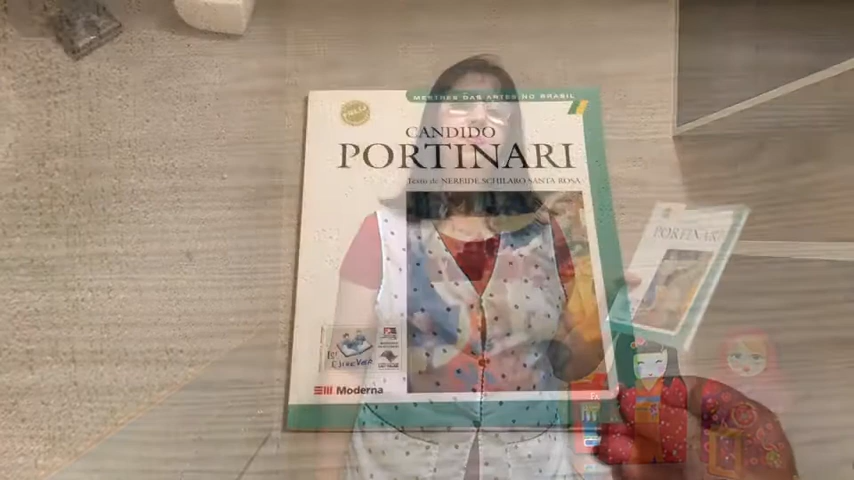 MESTRES DAS ARTES NO BRASIL
CANDIDO
PORTINARI
Texto de NEREIDE SCHILARO SANTA ROSA
Moderna
PORTINARI